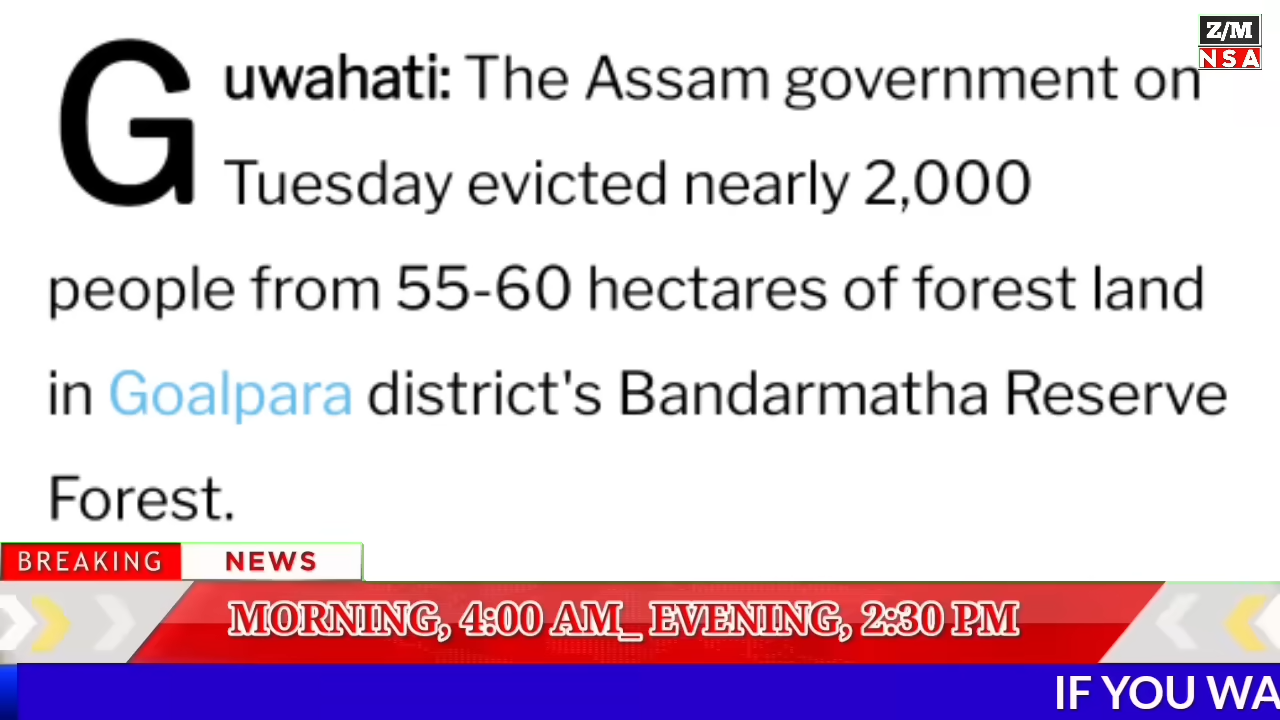 Z/M
NSA
Guwahati: The Assam government on
Tuesday evicted nearly 2,000
people from 55-60 hectares of forest land
in Goalpara district's Bandarmatha Reserve
Forest.
BREAKING NEWS
MORNING, 4:00 AM_ EVENING, 2:30 PM
IF YOU WA